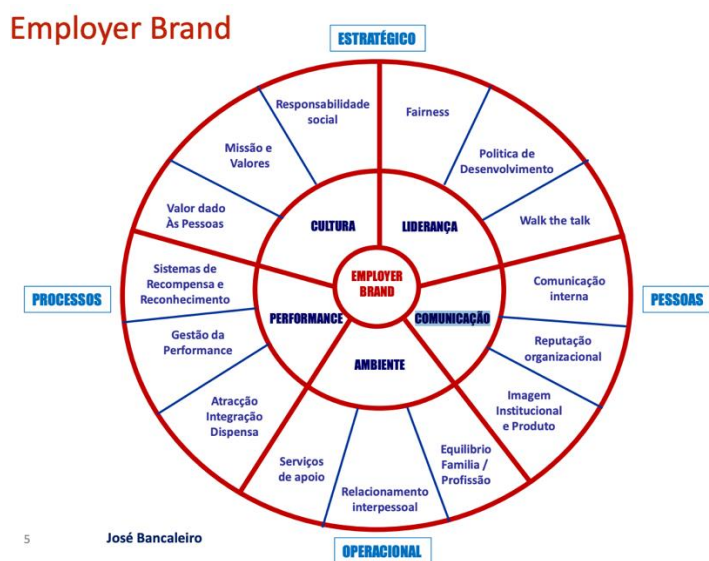 Employer Brand
ESTRATÉGICO
Responsabilidade
social
Fairness
Missão e
Valores
Politica de
Desenvolvimento
Valor dado
Às Pessoas
CULTURA
LIDERANÇA
Walk the talk
PROCESSOS
Sistemas de
Recompensa e
Reconhecimento
EMPLOYER
BRAND
Comunicação
interna
PESSOAS
Gestão da
Performance
PERFORMANCE
COMUNICAÇÃO
Reputação
organizacional
AMBIENTE
Atracção
Integração
Dispensa
Imagem
Institucional
e Produto
Serviços
de apoio
Relacionamento
interpessoal
Equilibrio
Familia /
Profissão
5
José Bancaleiro
OPERACIONAL